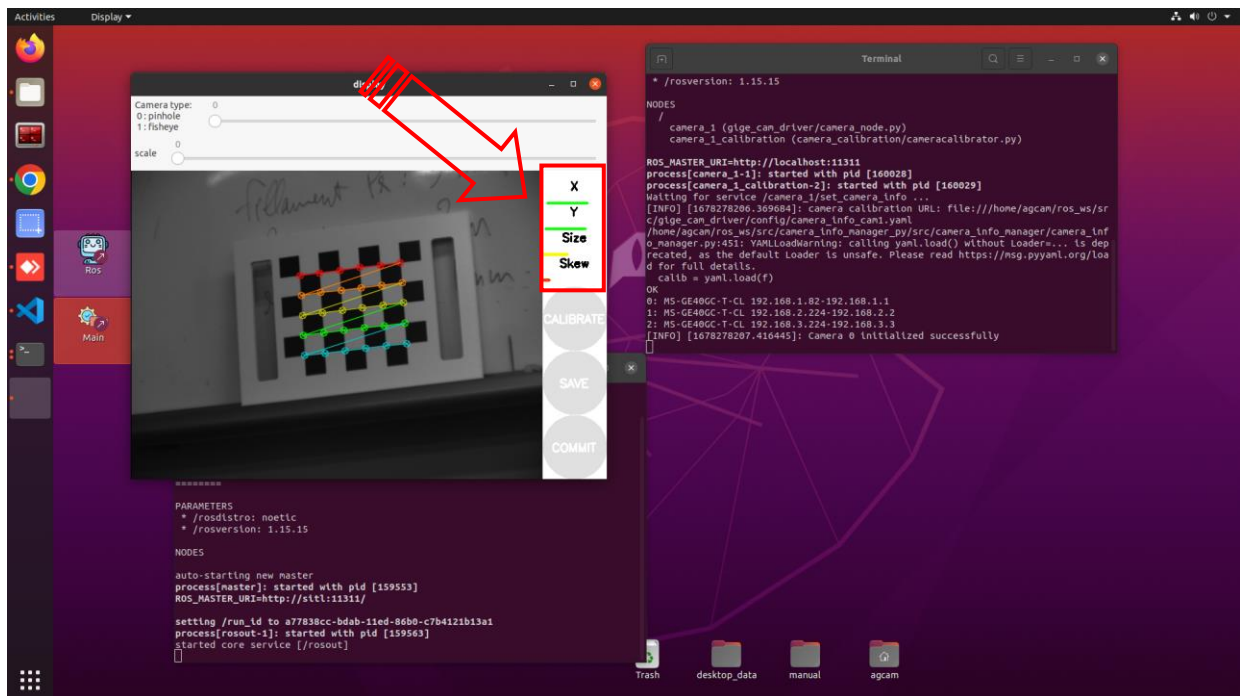 Activities
Display
Ros
Main
display
Camera type:
0 : pinhole
1 : fisheye
0
0
scale
X
Y
Size
Skew
CALIBRATE
SAVE
COMMIT
filament
Terminal
* /rosversion: 1.15.15
NODES
/
camera_1 (gige_cam_driver/camera_node.py)
camera_1_calibration (camera_calibration/cameracalibrator.py)
ROS_MASTER_URI=http://localhost:11311
process[camera_1-1]: started with pid [160028]
process[camera_1_calibration-2]: started with pid [160029]
Waiting for service /camera_1/set_camera_info ...
[INFO] [1678278206.369684]: camera calibration URL: file:///home/agcam/ros_ws/sr
c/gige_cam_driver/config/camera_info_cam1.yaml
/home/agcam/ros_ws/src/camera_info_manager_py/src/camera_info_manager/camera_inf
o_manager.py:451: YAMLLoadWarning: calling yaml.load() without Loader=... is dep
recated, as the default Loader is unsafe. Please read https://msg.pyyaml.org/loa
d for full details.
calib = yaml.load(f)
OK
0: MS-GE40GC-T-CL 192.168.1.82-192.168.1.1
1: MS-GE40GC-T-CL 192.168.2.224-192.168.2.2
2: MS-GE40GC-T-CL 192.168.3.224-192.168.3.3
[INFO] [1678278207.416445]: Camera 0 initialized successfully
========
PARAMETERS
* /rosdistro: noetic
* /rosversion: 1.15.15
NODES
auto-starting new master
process[master]: started with pid [159553]
ROS_MASTER_URI=http://sitl:11311/
setting /run_id to a77838cc-bdab-11ed-86b0-c7b4121b13a1
process[rosout-1]: started with pid [159563]
started core service [/rosout]
Trash
desktop_data
manual
agcam